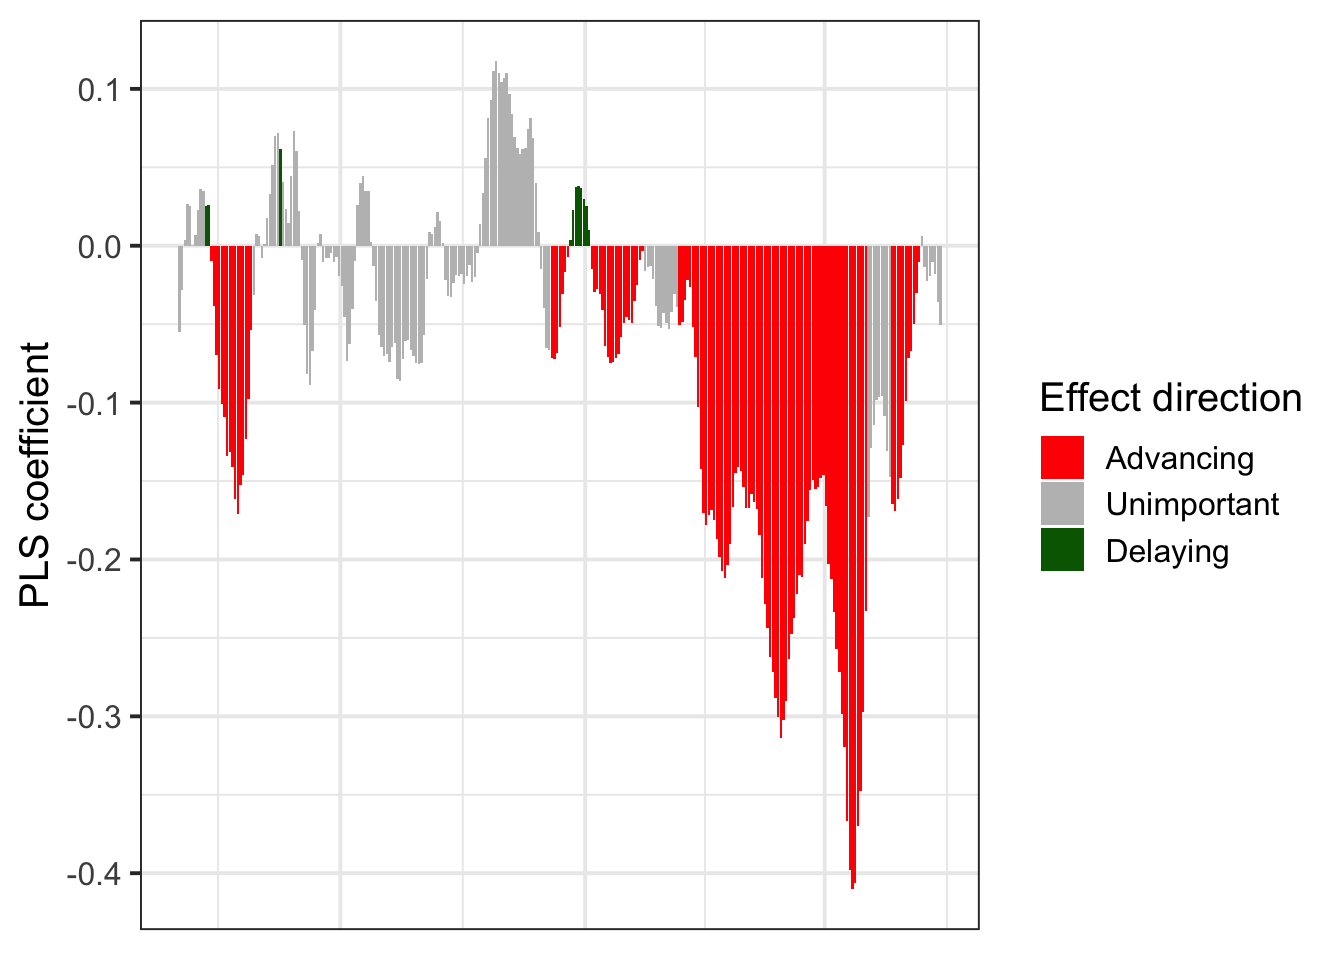 0.1
0.0
-0.1
-0.2
-0.3
-0.4
PLS coefficient
Effect direction
Advancing
Unimportant
Delaying